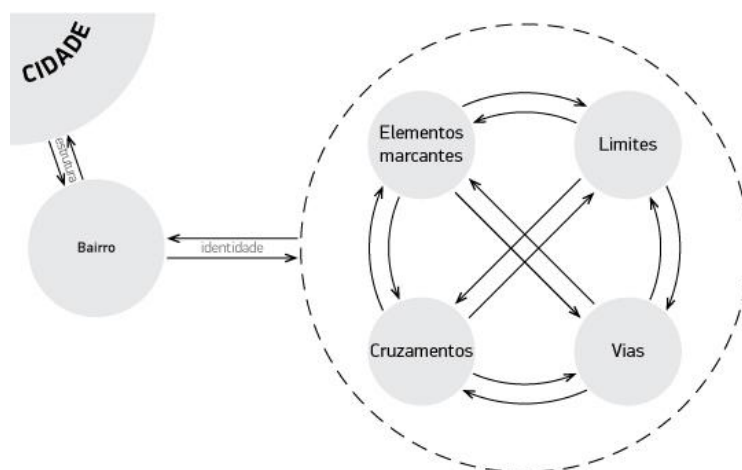 CIDADE
estrutura
Bairro
identidade
Elementos
marcantes
Limites
Cruzamentos
Vias